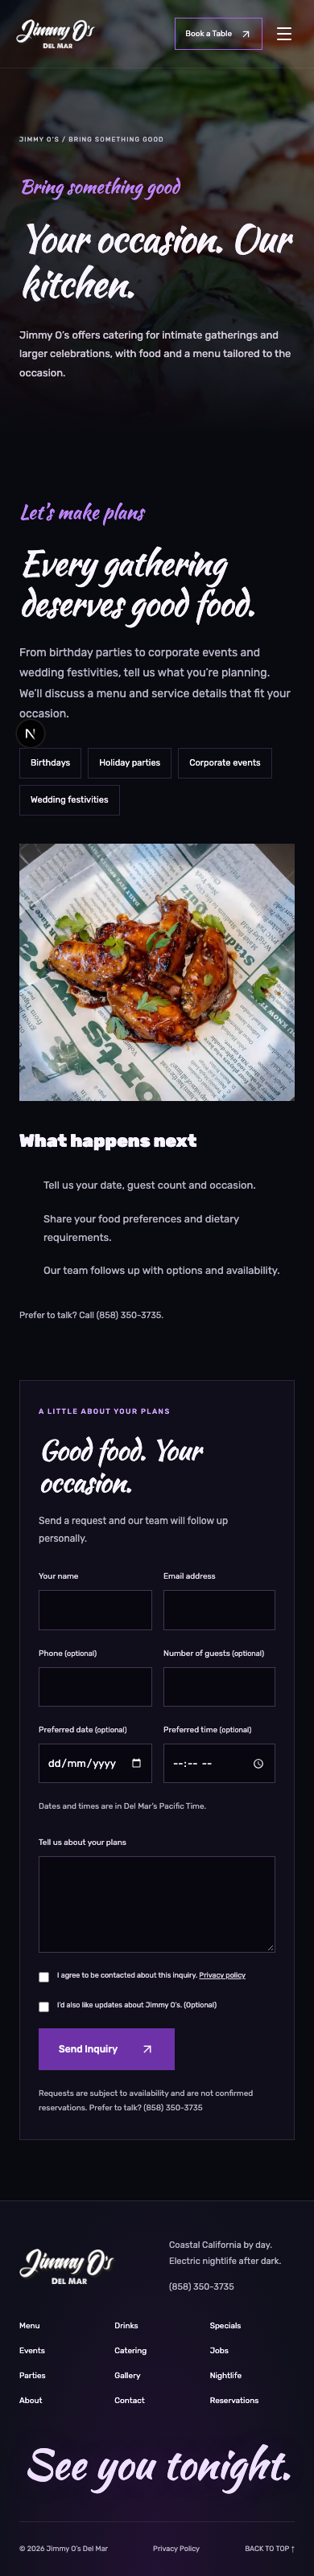 Jimmy O's
DEL MAR
Book a Table
JIMMY O'S / BRING SOMETHING GOOD
Bring something good
Your occasion. Our
kitchen.
Jimmy O's offers catering for intimate gatherings and
larger celebrations, with food and a menu tailored to the
occasion.
Let's make plans
Every gathering
deserves good food.
From birthday parties to corporate events and
wedding festivities, tell us what you're planning.
We'll discuss a menu and service details that fit your
occasion.
N
Birthdays
Holiday parties
Corporate events
Wedding festivities
What happens next
Tell us your date, guest count and occasion.
Share your food preferences and dietary
requirements.
Our team follows up with options and availability.
Prefer to talk? Call (858) 350-3735.
A LITTLE ABOUT YOUR PLANS
Good food. Your
occasion.
Send a request and our team will follow up
personally.
Your name
Email address
Phone (optional)
Number of guests (optional)
Preferred date (optional)
Preferred time (optional)
dd/mm/yyyy
--:-- --
Dates and times are in Del Mar's Pacific Time.
Tell us about your plans
I agree to be contacted about this inquiry. Privacy policy
I'd also like updates about Jimmy O's. (Optional)
Send Inquiry
Requests are subject to availability and are not confirmed
reservations. Prefer to talk? (858) 350-3735
Jimmy O's
DEL MAR
Coastal California by day.
Electric nightlife after dark.
(858) 350-3735
Menu
Drinks
Specials
Events
Catering
Jobs
Parties
Gallery
Nightlife
About
Contact
Reservations
See you tonight.
© 2026 Jimmy O's Del Mar
Privacy Policy
BACK TO TOP ↑